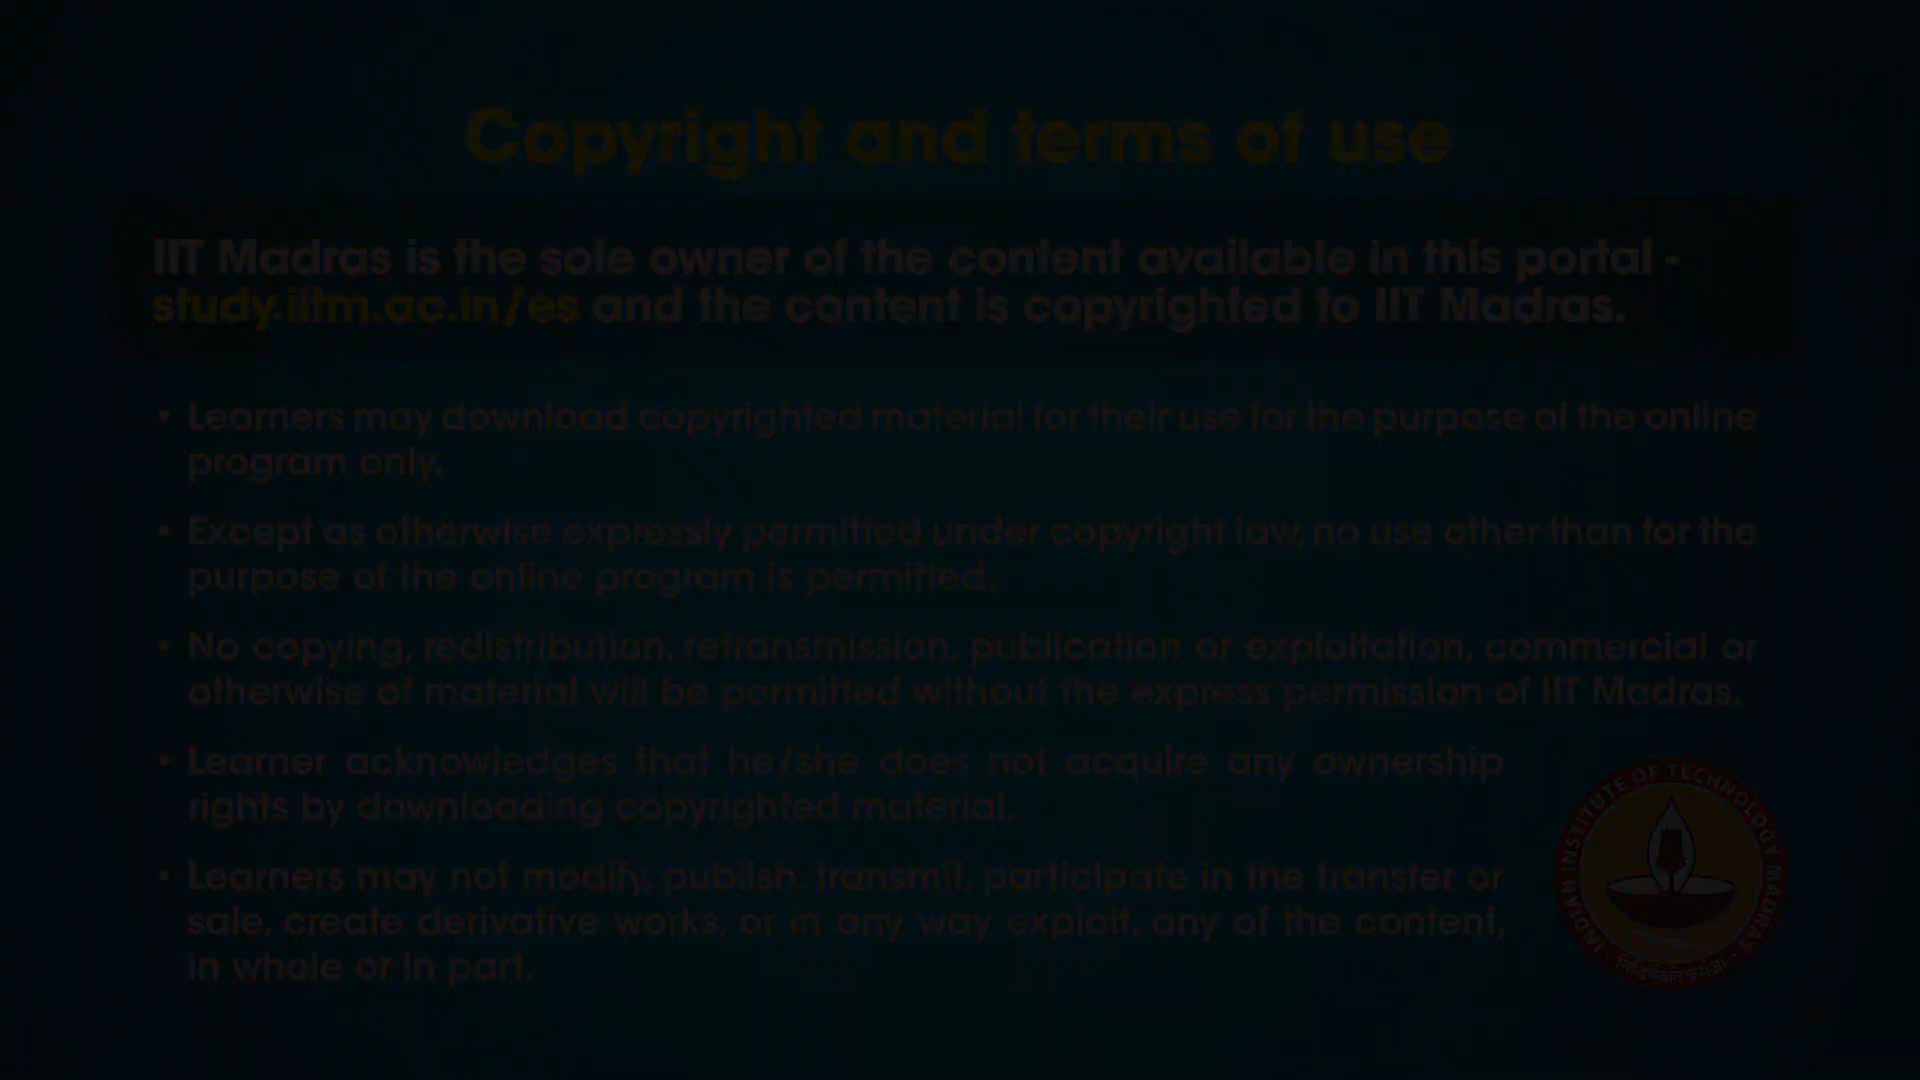 Copyright and terms of use
IIT Madras is the sole owner of the content available in this portal -
study.iitm.ac.in/es and the content is copyrighted to IIT Madras.
• Learners may download copyrighted material for their use for the purpose of the online
program only.
• Except as otherwise expressly permitted under copyright law, no use other than for the
purpose of the online program is permitted.
• No copying, redistribution, retransmission, publication or exploitation, commercial or
otherwise of material will be permitted without the express permission of IIT Madras.
• Learner acknowledges that he/she does not acquire any ownership
rights by downloading copyrighted material.
• Learners may not modify, publish, transmit, participate in the transfer or
sale, create derivative works, or in any way exploit, any of the content,
in whole or in part.
INDIAN INSTITUTE OF TECHNOLOGY MADRAS